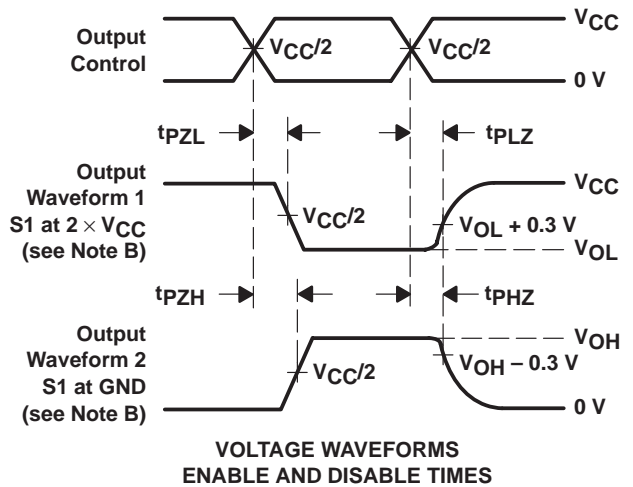 Output
Control
VCC/2
VCC/2
VCC
0 V
tPZL
tPLZ
Output
Waveform 1
S1 at 2 × VCC
(see Note B)
VCC/2
VCC
VOL + 0.3 V
VOL
tPZH
tPHZ
Output
Waveform 2
S1 at GND
(see Note B)
VCC/2
VOH
VOH – 0.3 V
0 V
VOLTAGE WAVEFORMS
ENABLE AND DISABLE TIMES